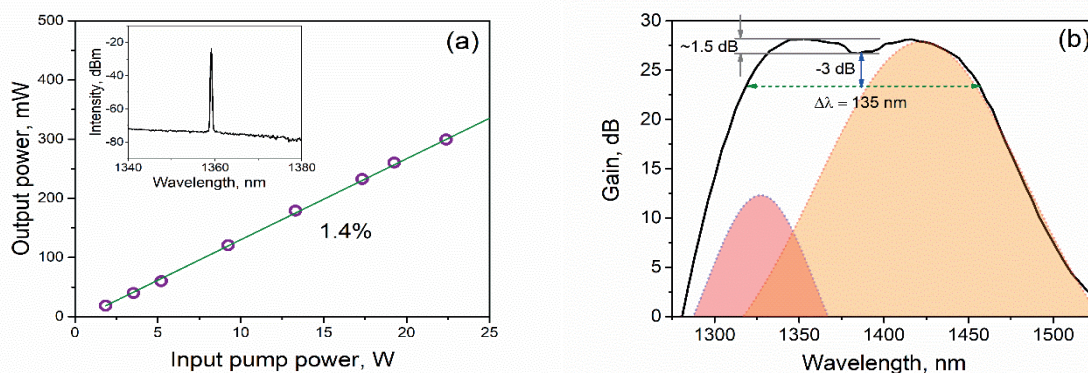 (a)
Output power, mW
500
400
300
200
100
0
0 5 10 15 20 25
Input pump power, W
1.4%
Intensity, dBm
-20
-40
-60
-80
1340 1360 1380
Wavelength, nm
(b)
Gain, dB
30
25
20
15
10
5
0
1300 1350 1400 1450 1500
Wavelength, nm
~1.5 dB
-3 dB
Δλ = 135 nm